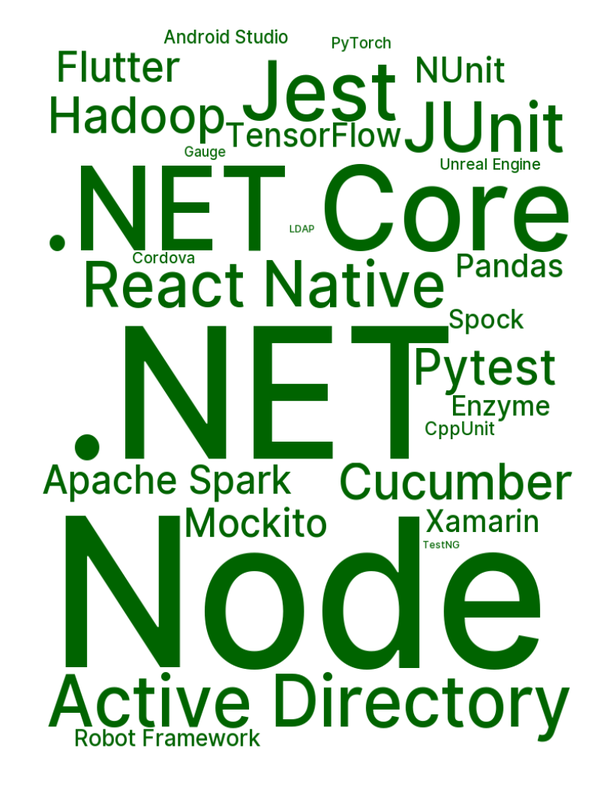 Android Studio
PyTorch
Flutter
Jest
NUnit
Hadoop
TensorFlow
JUnit
Gauge
Unreal Engine
.NET Core
LDAP
Cordova
React Native
Pandas
Spock
.NET
Pytest
Enzyme
CppUnit
Apache Spark
Cucumber
Mockito
Xamarin
TestNG
Node
Active Directory
Robot Framework